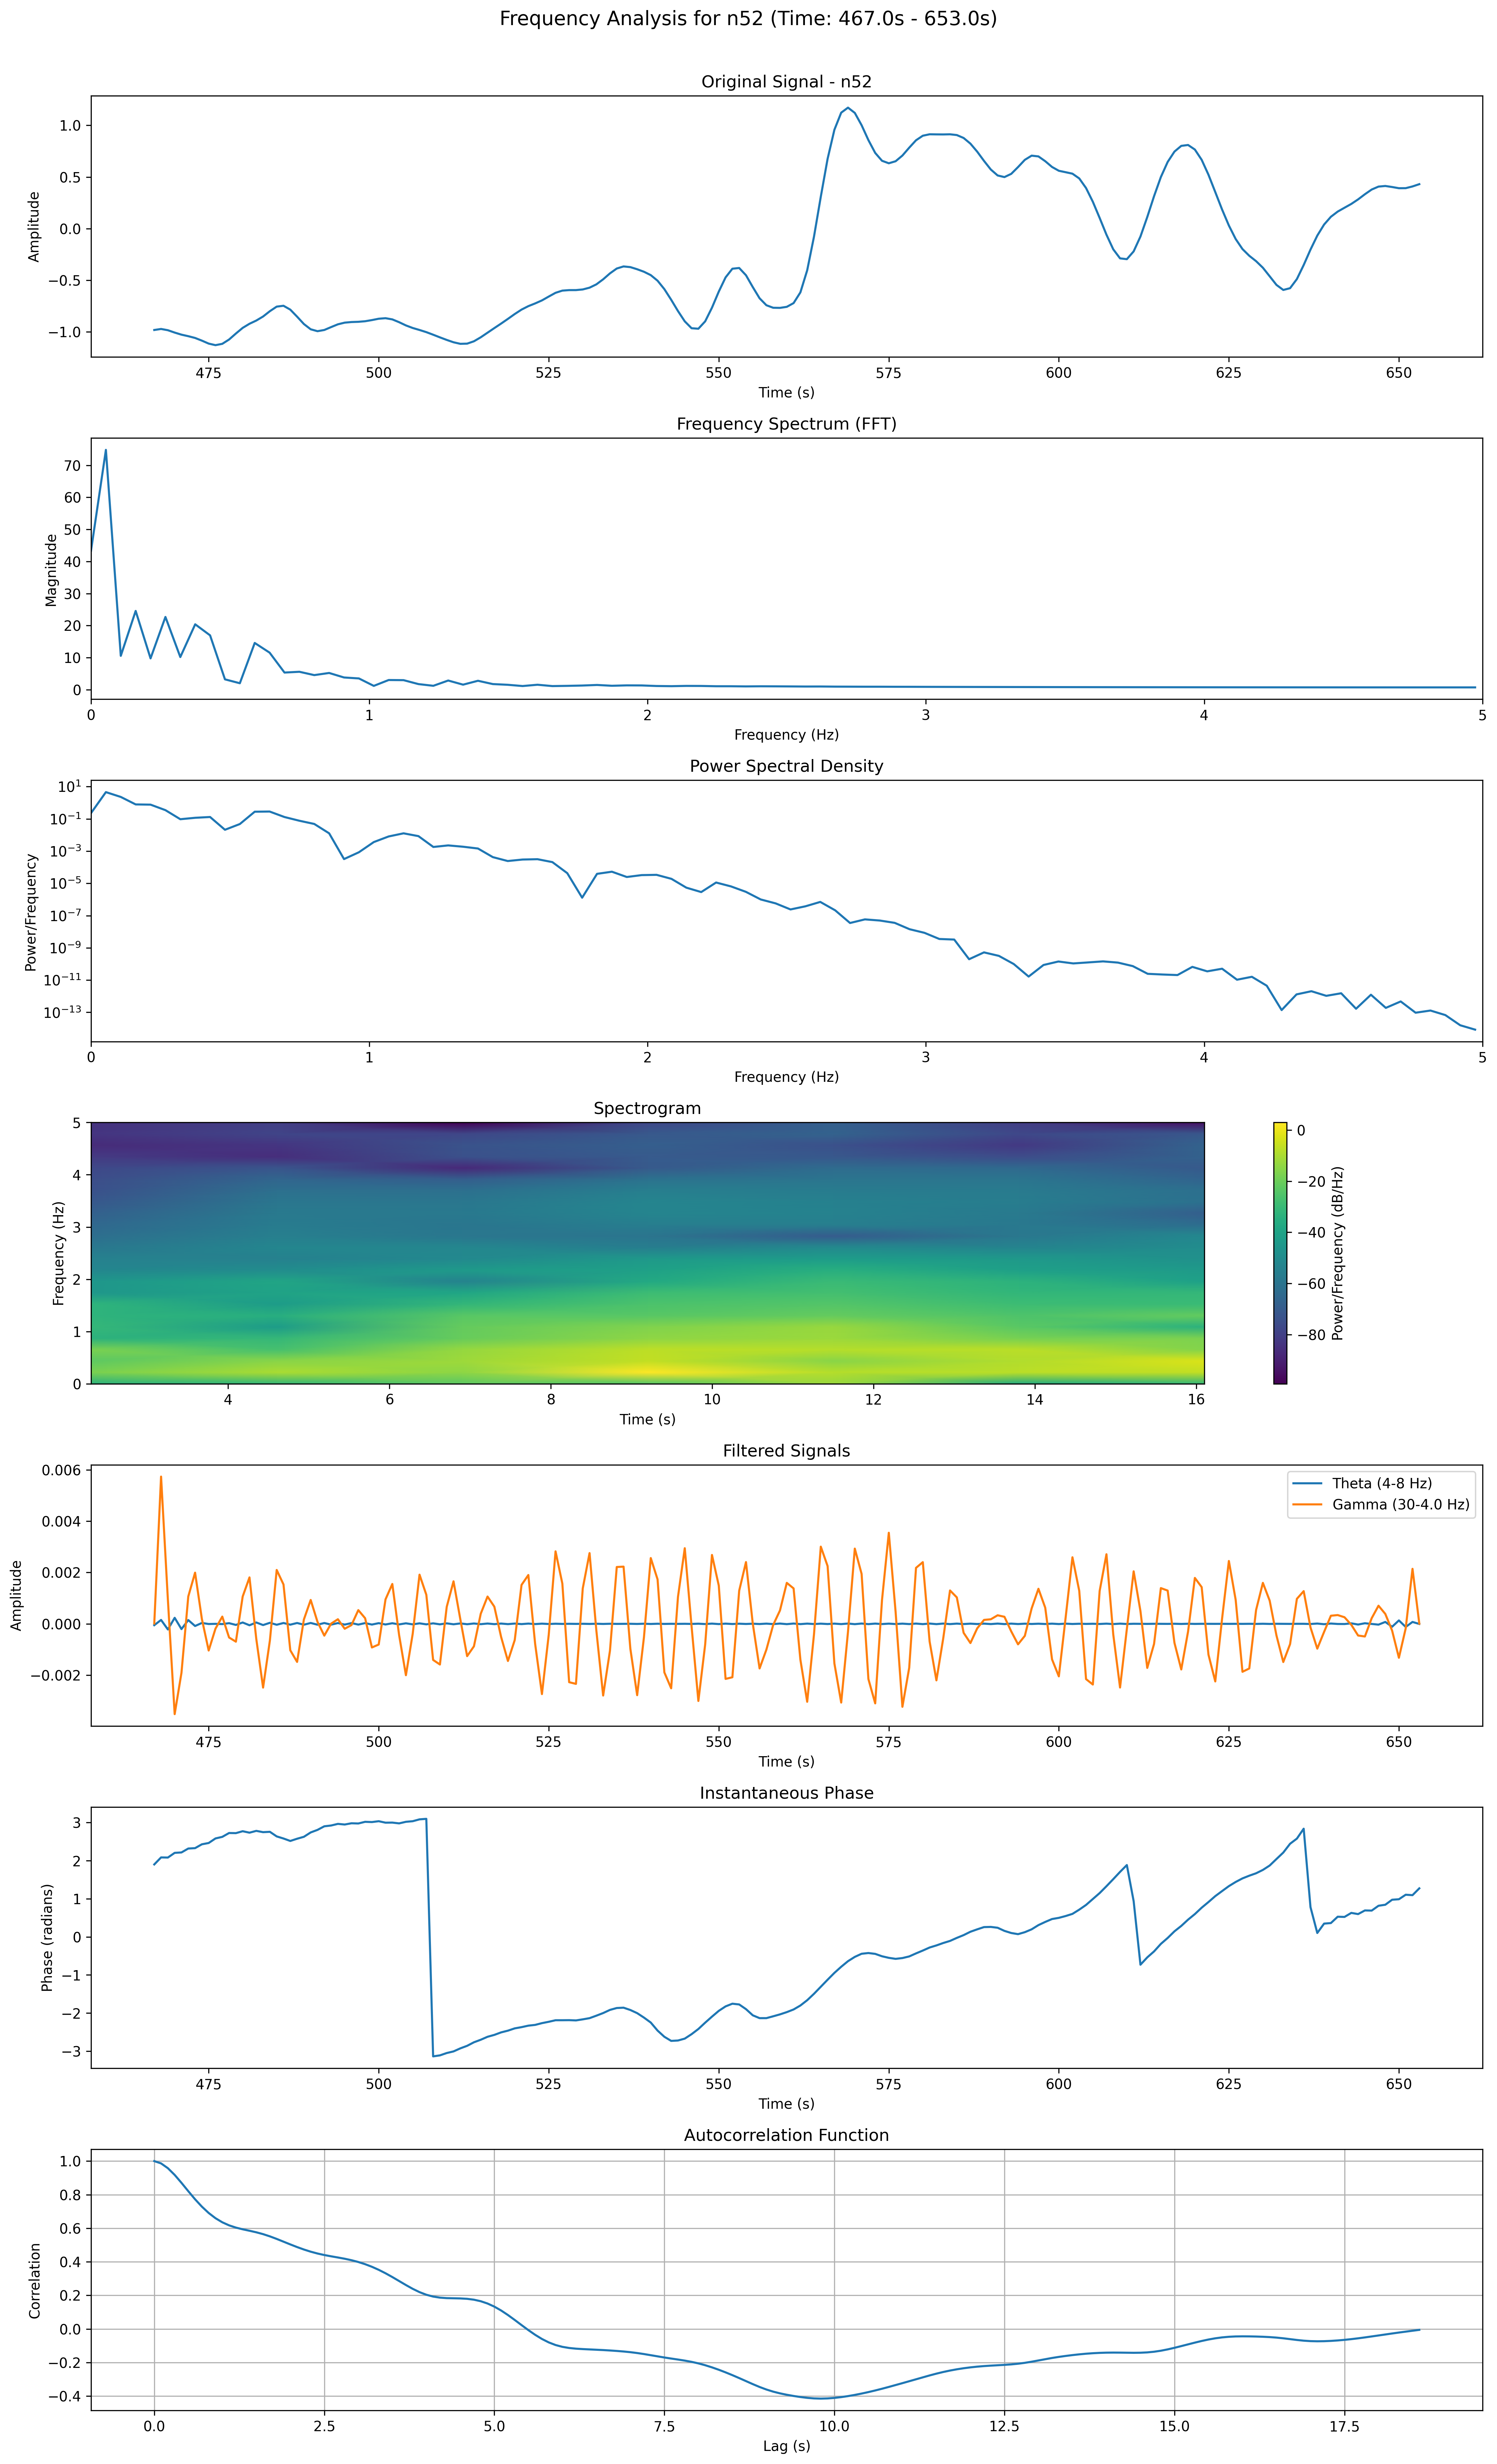 Frequency Analysis for n52 (Time: 467.0s - 653.0s)
Original Signal - n52
Amplitude
1.0
0.5
0.0
−0.5
−1.0
475 500 525 550 575 600 625 650
Time (s)
Frequency Spectrum (FFT)
Magnitude
70
60
50
40
30
20
10
0
0 1 2 3 4 5
Frequency (Hz)
Power Spectral Density
Power/Frequency
10¹
10⁻¹
10⁻³
10⁻⁵
10⁻⁷
10⁻⁹
10⁻¹¹
10⁻¹³
0 1 2 3 4 5
Frequency (Hz)
Spectrogram
Frequency (Hz)
5
4
3
2
1
0
4 6 8 10 12 14 16
Time (s)
0
−20
−40
−60
−80
Power/Frequency (dB/Hz)
Filtered Signals
Amplitude
0.006
0.004
0.002
0.000
−0.002
Theta (4-8 Hz)
Gamma (30-4.0 Hz)
475 500 525 550 575 600 625 650
Time (s)
Instantaneous Phase
Phase (radians)
3
2
1
0
−1
−2
−3
475 500 525 550 575 600 625 650
Time (s)
Autocorrelation Function
Correlation
1.0
0.8
0.6
0.4
0.2
0.0
−0.2
−0.4
0.0 2.5 5.0 7.5 10.0 12.5 15.0 17.5
Lag (s)